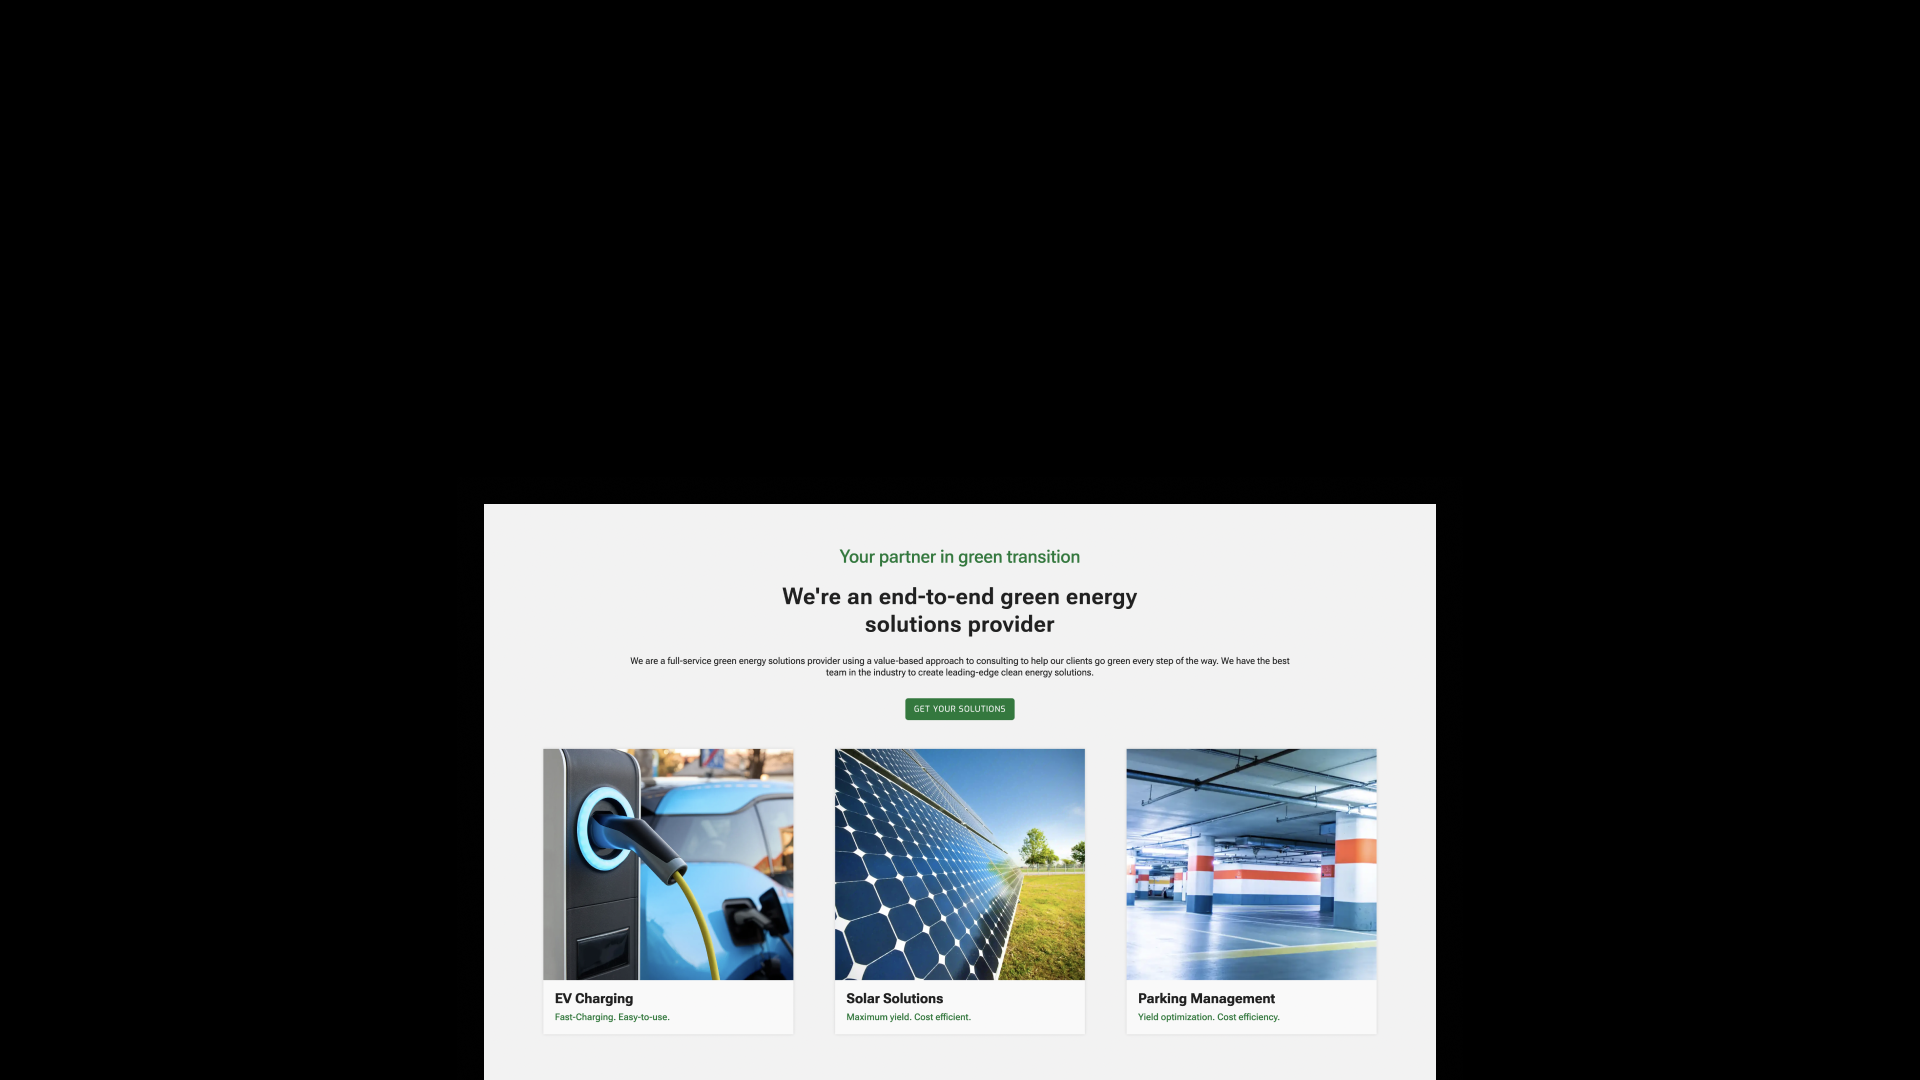 Your partner in green transition
We're an end-to-end green energy
solutions provider
We are a full-service green energy solutions provider using a value-based approach to consulting to help our clients go green every step of the way. We have the best
team in the industry to create leading-edge clean energy solutions.
GET YOUR SOLUTIONS
EV Charging
Fast-Charging. Easy-to-use.
Solar Solutions
Maximum yield. Cost efficient.
Parking Management
Yield optimization. Cost efficiency.